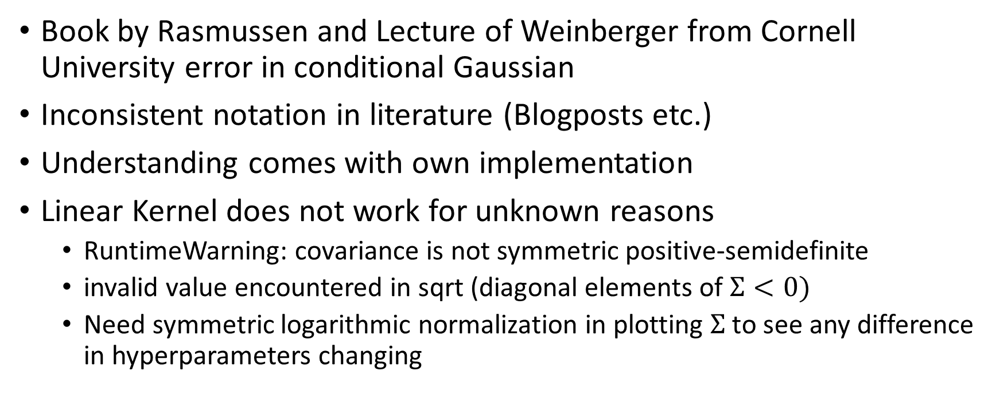 • Book by Rasmussen and Lecture of Weinberger from Cornell
University error in conditional Gaussian
• Inconsistent notation in literature (Blogposts etc.)
• Understanding comes with own implementation
• Linear Kernel does not work for unknown reasons
• RuntimeWarning: covariance is not symmetric positive-semidefinite
• invalid value encountered in sqrt (diagonal elements of Σ < 0)
• Need symmetric logarithmic normalization in plotting Σ to see any difference
in hyperparameters changing